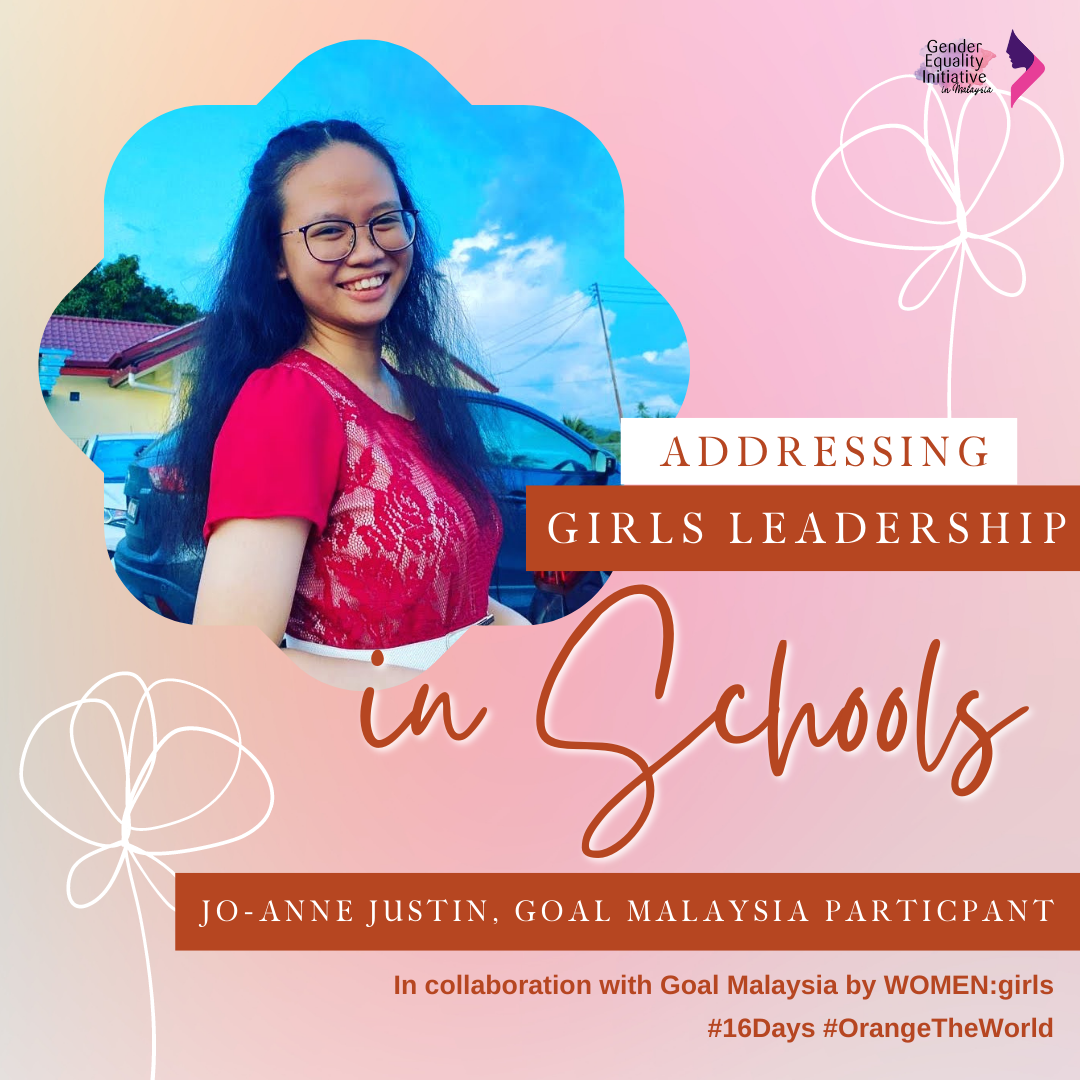 Gender
Equality
Initiative
in Malaysia
ADDRESSING
GIRLS LEADERSHIP
in Schools
JO-ANNE JUSTIN, GOAL MALAYSIA PARTICPANT
In collaboration with Goal Malaysia by WOMEN:girls
#16Days #OrangeTheWorld